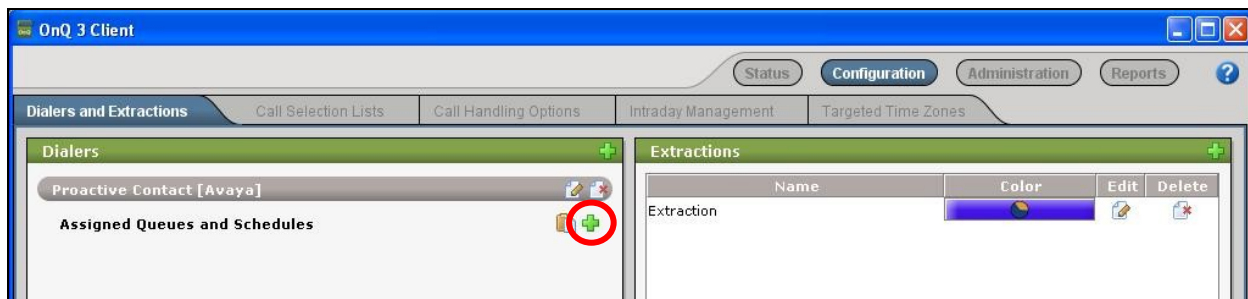 OnQ 3 Client
Status Configuration Administration Reports ?
Dialers and Extractions Call Selection Lists Call Handling Options Intraday Management Targeted Time Zones
Dialers Extractions
Proactive Contact [Avaya] Name Color Edit Delete
Assigned Queues and Schedules Extraction